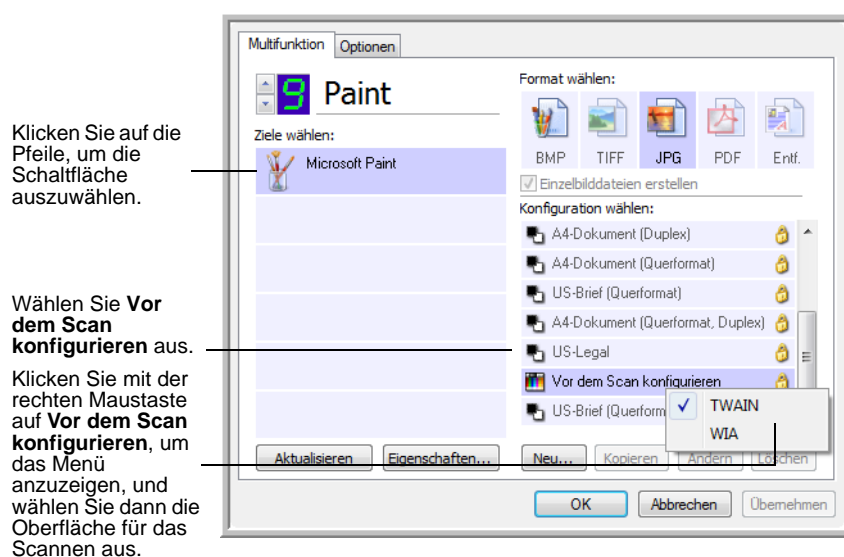 Klicken Sie auf die
Pfeile, um die
Schaltfläche
auszuwählen.
Wählen Sie Vor
dem Scan
konfigurieren aus.
Klicken Sie mit der
rechten Maustaste
auf Vor dem Scan
konfigurieren, um
das Menü
anzuzeigen, und
wählen Sie dann die
Oberfläche für das
Scannen aus.
Multifunktion Optionen
9 Paint
Ziele wählen:
Microsoft Paint
Format wählen:
BMP TIFF JPG PDF Entf.
Einzelbilddateien erstellen
Konfiguration wählen:
A4-Dokument (Duplex)
A4-Dokument (Querformat)
US-Brief (Querformat)
A4-Dokument (Querformat, Duplex)
US-Legal
Vor dem Scan konfigurieren
US-Brief (Querform
TWAIN
WIA
Aktualisieren Eigenschaften... Neu... Kopieren Ändern Löschen
OK Abbrechen Übernehmen